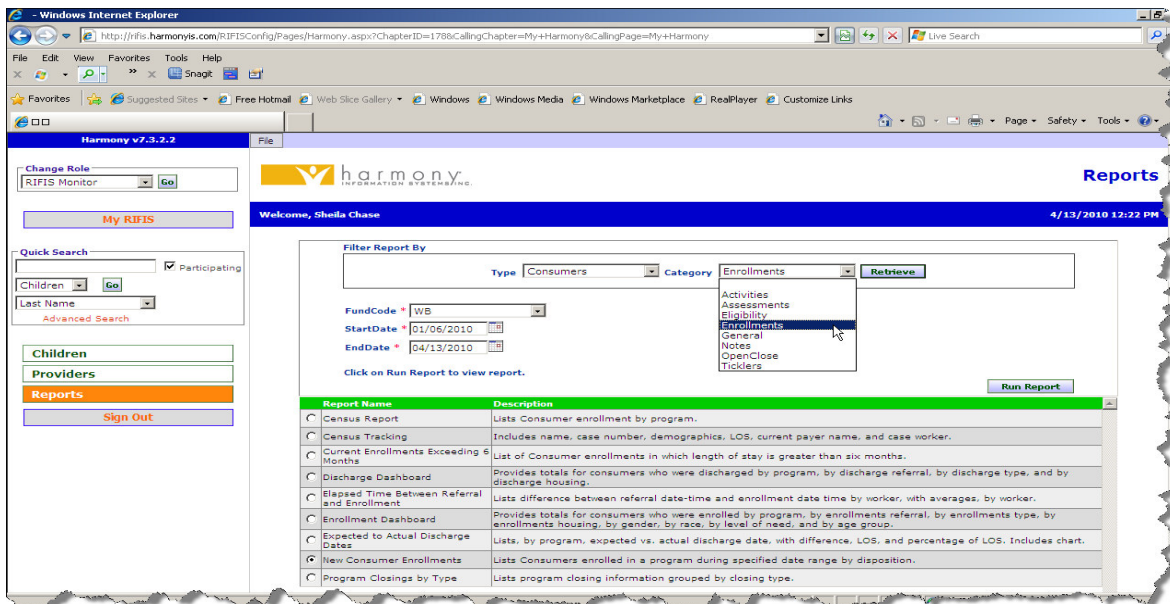 - Windows Internet Explorer
http://rifis.harmonyis.com/RIFISConfig/Pages/Harmony.aspx?ChapterID=178&CallingChapter=My+Harmony&CallingPage=My+Harmony
Live Search
File Edit View Favorites Tools Help
Snagit
Favorites Suggested Sites Free Hotmail Web Slice Gallery Windows Windows Media Windows Marketplace RealPlayer Customize Links
Page Safety Tools
Harmony v7.3.2.2
File
Change Role
RIFIS Monitor Go
harmony
INFORMATION SYSTEMS, INC.
Reports
My RIFIS
Welcome, Sheila Chase 4/13/2010 12:22 PM
Quick Search
Participating
Children Go
Last Name
Advanced Search
Children
Providers
Reports
Sign Out
Filter Report By
Type Consumers Category Enrollments Retrieve
Activities
Assessments
Eligibility
Enrollments
General
Notes
OpenClose
Ticklers
FundCode * WB
StartDate * 01/06/2010
EndDate * 04/13/2010
Click on Run Report to view report.
Run Report
Report Name Description
Census Report Lists Consumer enrollment by program.
Census Tracking Includes name, case number, demographics, LOS, current payer name, and case worker.
Current Enrollments Exceeding 6 Months List of Consumer enrollments in which length of stay is greater than six months.
Discharge Dashboard Provides totals for consumers who were discharged by program, by discharge referral, by discharge type, and by discharge housing.
Elapsed Time Between Referral and Enrollment Lists difference between referral date-time and enrollment date time by worker, with averages, by worker.
Enrollment Dashboard Provides totals for consumers who were enrolled by program, by enrollments referral, by enrollments type, by enrollments housing, by gender, by race, by level of need, and by age group.
Expected to Actual Discharge Dates Lists, by program, expected vs. actual discharge date, with difference, LOS, and percentage of LOS. Includes chart.
New Consumer Enrollments Lists Consumers enrolled in a program during specified date range by disposition.
Program Closings by Type Lists program closing information grouped by closing type.